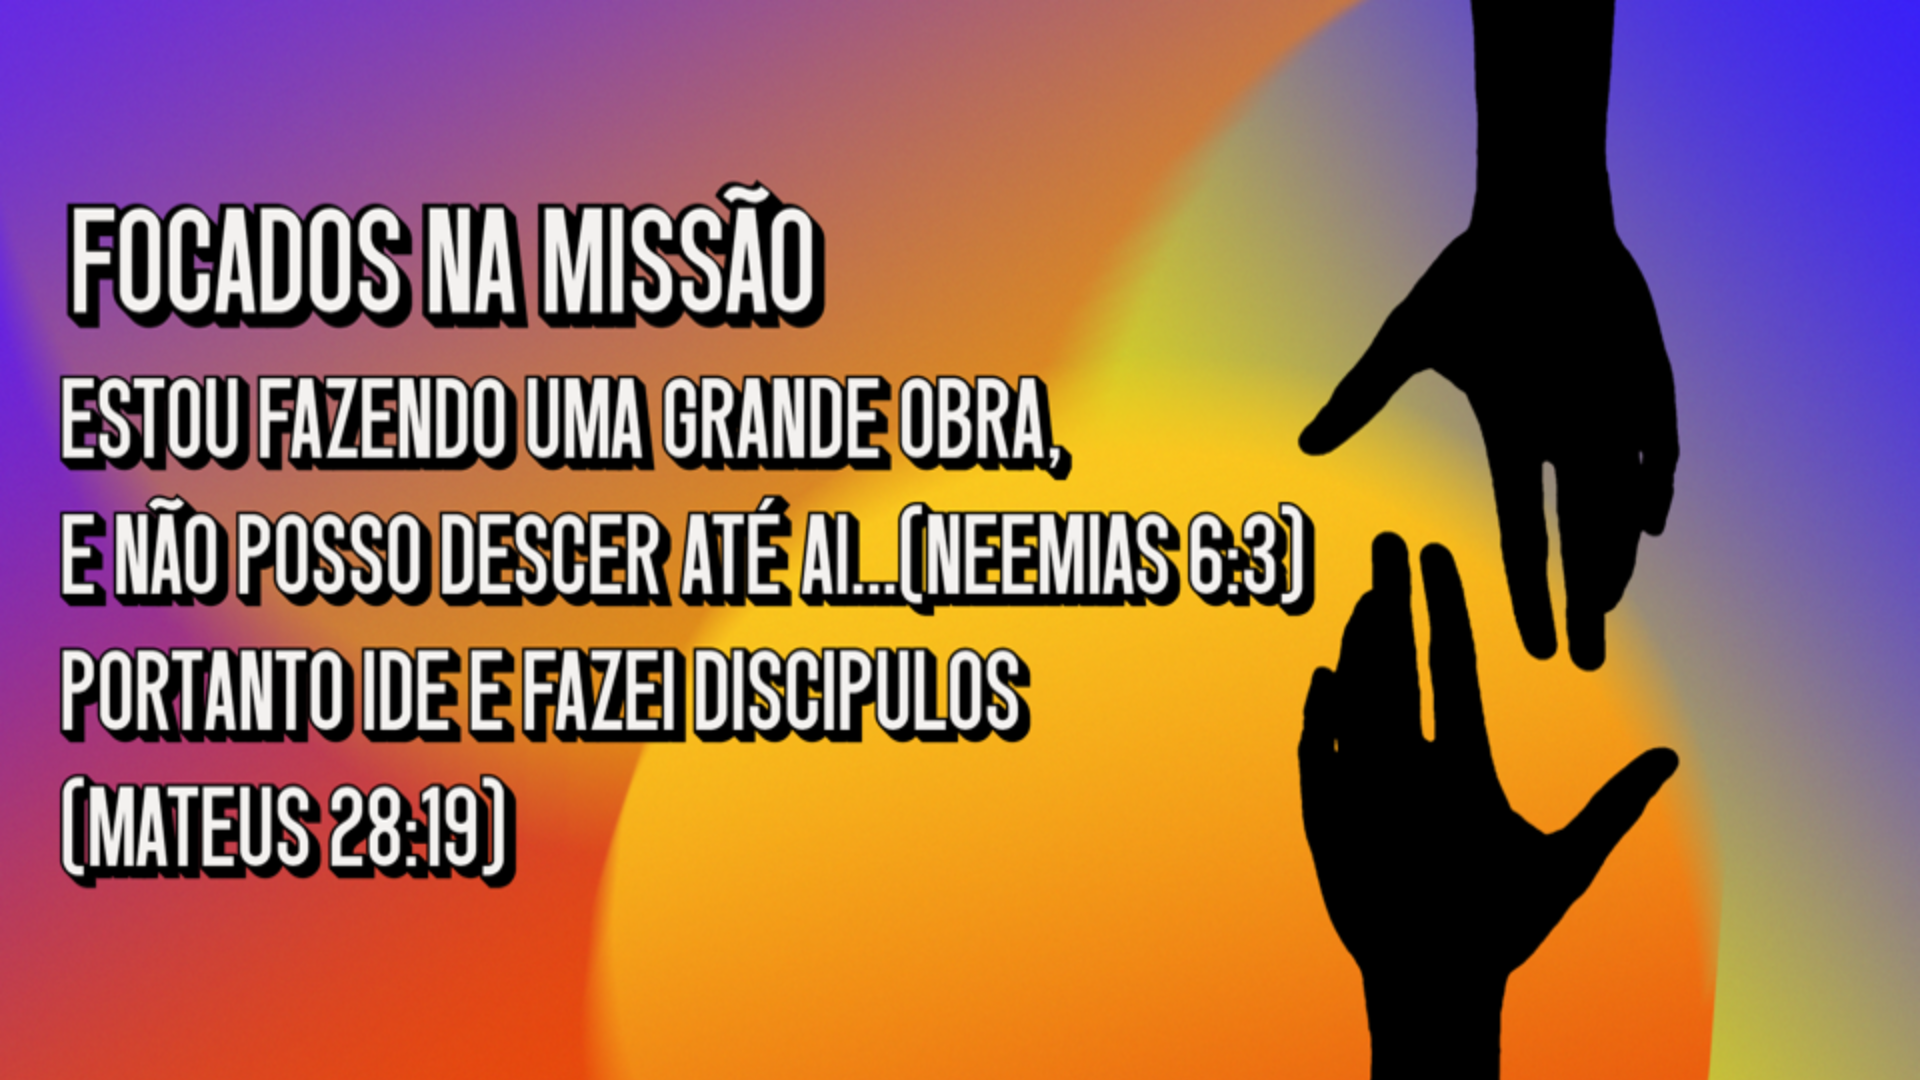 FOCADOS NA MISSÃO
ESTOU FAZENDO UMA GRANDE OBRA,
E NÃO POSSO DESCER ATÉ AI...(NEEMIAS 6:3)
PORTANTO IDE E FAZEI DISCIPULOS
(MATEUS 28:19)